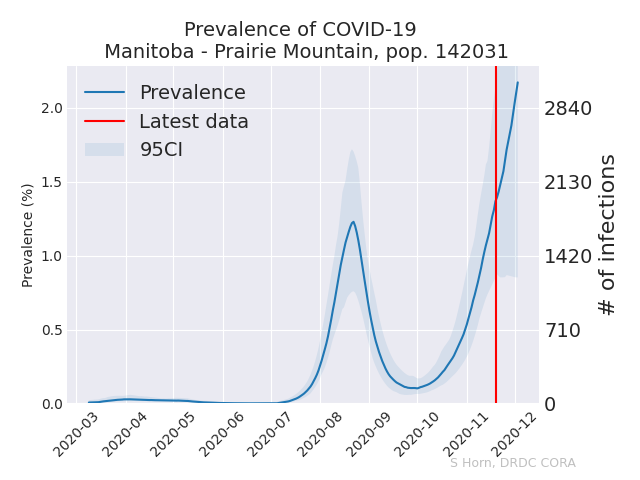 Prevalence of COVID-19
Manitoba - Prairie Mountain, pop. 142031
Prevalence
Latest data
95CI
Prevalence (%)
2.0
1.5
1.0
0.5
0.0
2840
2130
1420
710
0
# of infections
2020-03
2020-04
2020-05
2020-06
2020-07
2020-08
2020-09
2020-10
2020-11
2020-12
S Horn, DRDC CORA